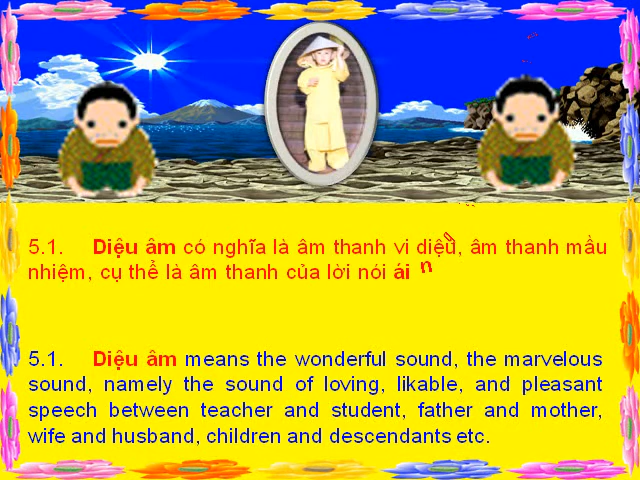 5.1. Diệu âm có nghĩa là âm thanh vi diệu, âm thanh mầu
nhiệm, cụ thể là âm thanh của lời nói ái n
5.1. Diệu âm means the wonderful sound, the marvelous
sound, namely the sound of loving, likable, and pleasant
speech between teacher and student, father and mother,
wife and husband, children and descendants etc.